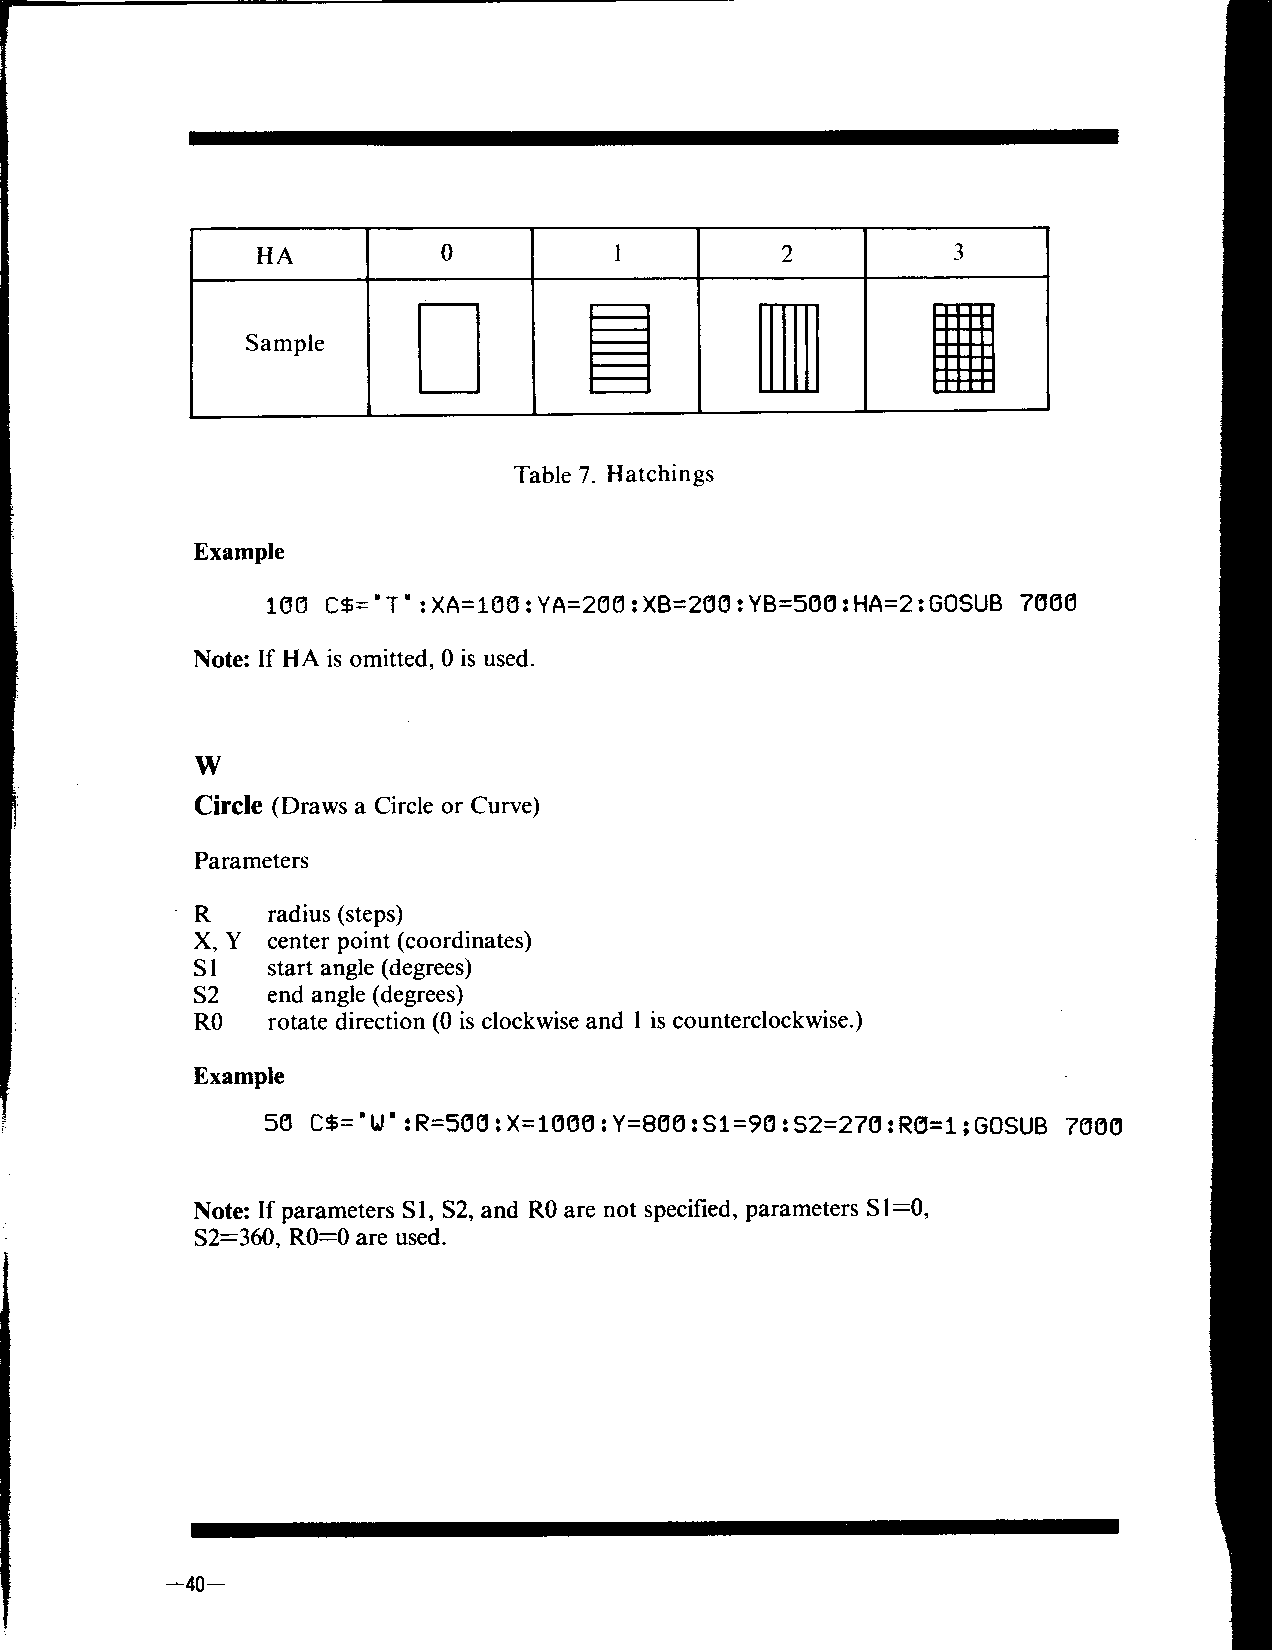 HA 0 1 2 3
Sample
Table 7. Hatchings
Example
100 C$="T":XA=100:YA=200:XB=200:YB=500:HA=2:GOSUB 7000
Note: If HA is omitted, 0 is used.
W
Circle (Draws a Circle or Curve)
Parameters
R radius (steps)
X, Y center point (coordinates)
S1 start angle (degrees)
S2 end angle (degrees)
R0 rotate direction (0 is clockwise and 1 is counterclockwise.)
Example
50 C$="W":R=500:X=1000:Y=800:S1=90:S2=270:R0=1;GOSUB 7000
Note: If parameters S1, S2, and R0 are not specified, parameters S1=0,
S2=360, R0=0 are used.
—40—